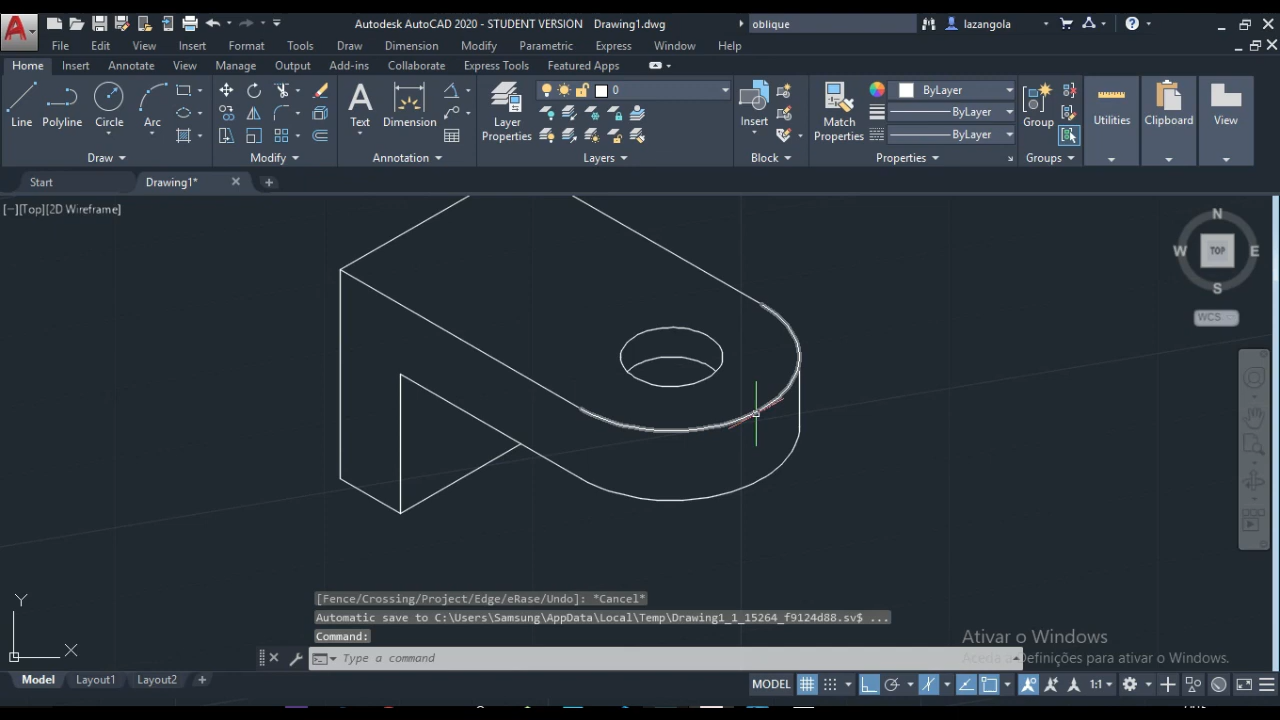 Autodesk AutoCAD 2020 - STUDENT VERSION Drawing1.dwg oblique lazangola
File Edit View Insert Format Tools Draw Dimension Modify Parametric Express Window Help
Home Insert Annotate View Manage Output Add-ins Collaborate Express Tools Featured Apps
0 ByLayer
ByLayer
Line Polyline Circle Arc Text Dimension Layer Properties Insert Match Properties ByLayer Group Utilities Clipboard View
Draw Modify Annotation Layers Block Properties Groups
Start Drawing1*
[−][Top][2D Wireframe]
N
W TOP E
S
WCS
[Fence/Crossing/Project/Edge/eRase/Undo]: *Cancel*
Automatic save to C:\Users\Samsung\AppData\Local\Temp\Drawing1_1_15264_f9124d88.sv$ ...
Command:
Y
X
Type a command
Ativar o Windows
Aceda a Definições para ativar o Windows.
Model Layout1 Layout2 MODEL 1:1